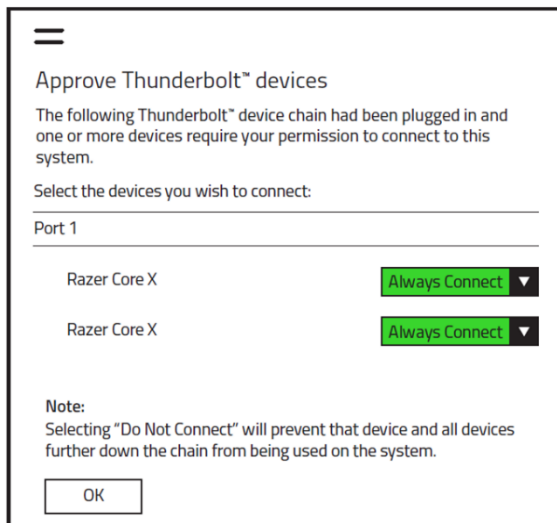 Approve Thunderbolt™ devices
The following Thunderbolt™ device chain had been plugged in and
one or more devices require your permission to connect to this
system.
Select the devices you wish to connect:
Port 1
Razer Core X Always Connect
Razer Core X Always Connect
Note:
Selecting “Do Not Connect” will prevent that device and all devices
further down the chain from being used on the system.
OK